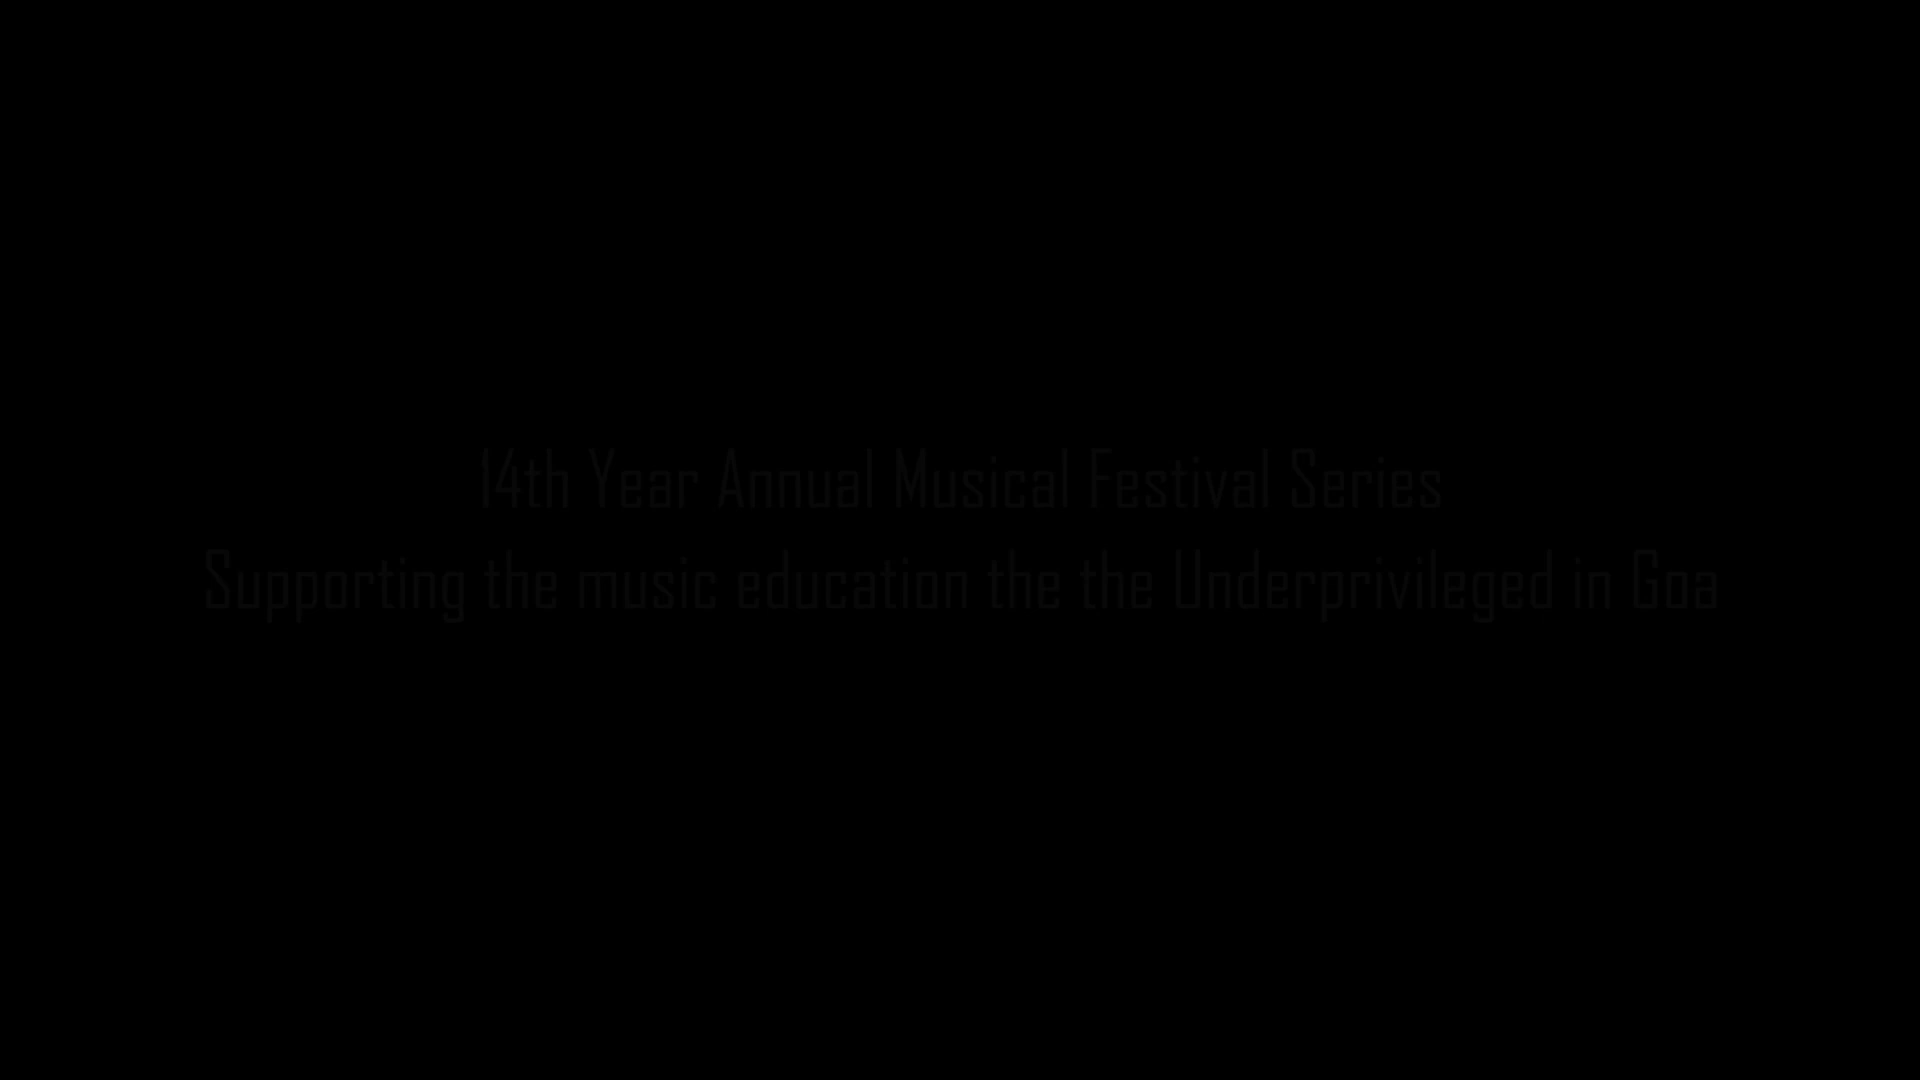 14th Year Annual Musical Festival Series
Supporting the music education the the Underprivileged in Goa